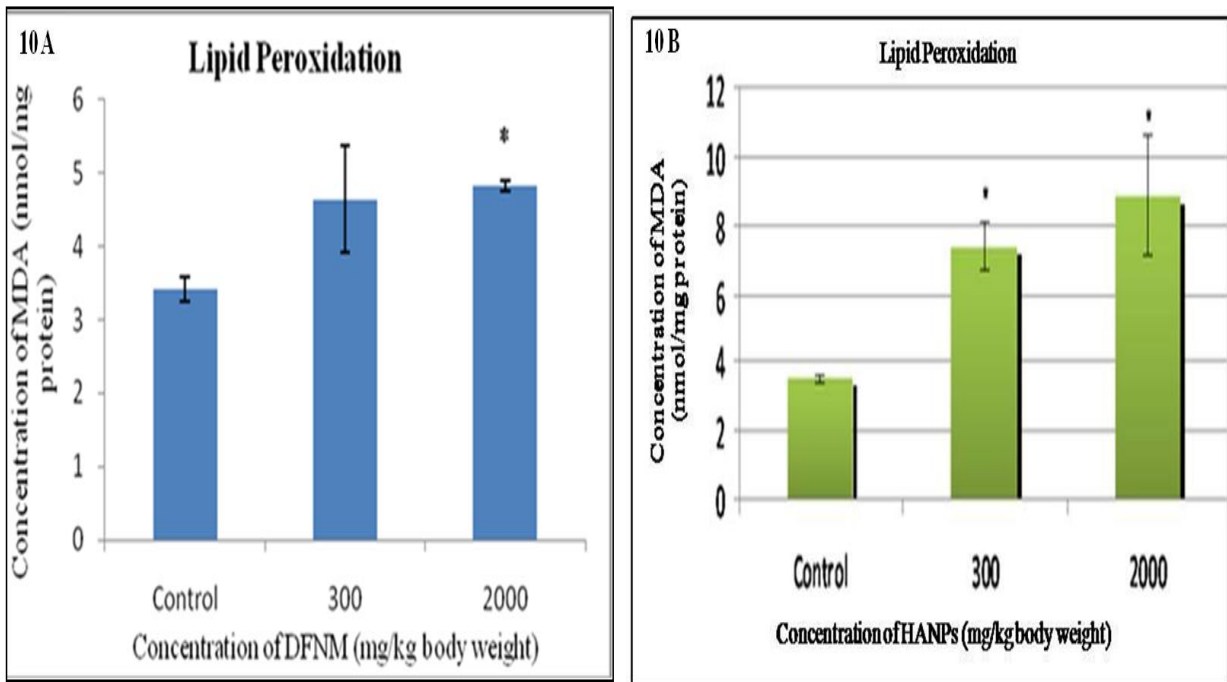 10 A
Lipid Peroxidation
Concentration of MDA (nmol/mg
protein)
6
5
4
3
2
1
0
*
Control 300 2000
Concentration of DFNM (mg/kg body weight)
10 B
Lipid Peroxidation
Concentration of MDA
(nmol/mg protein)
12
10
8
6
4
2
0
Control 300 2000
Concentration of HANPs (mg/kg body weight)